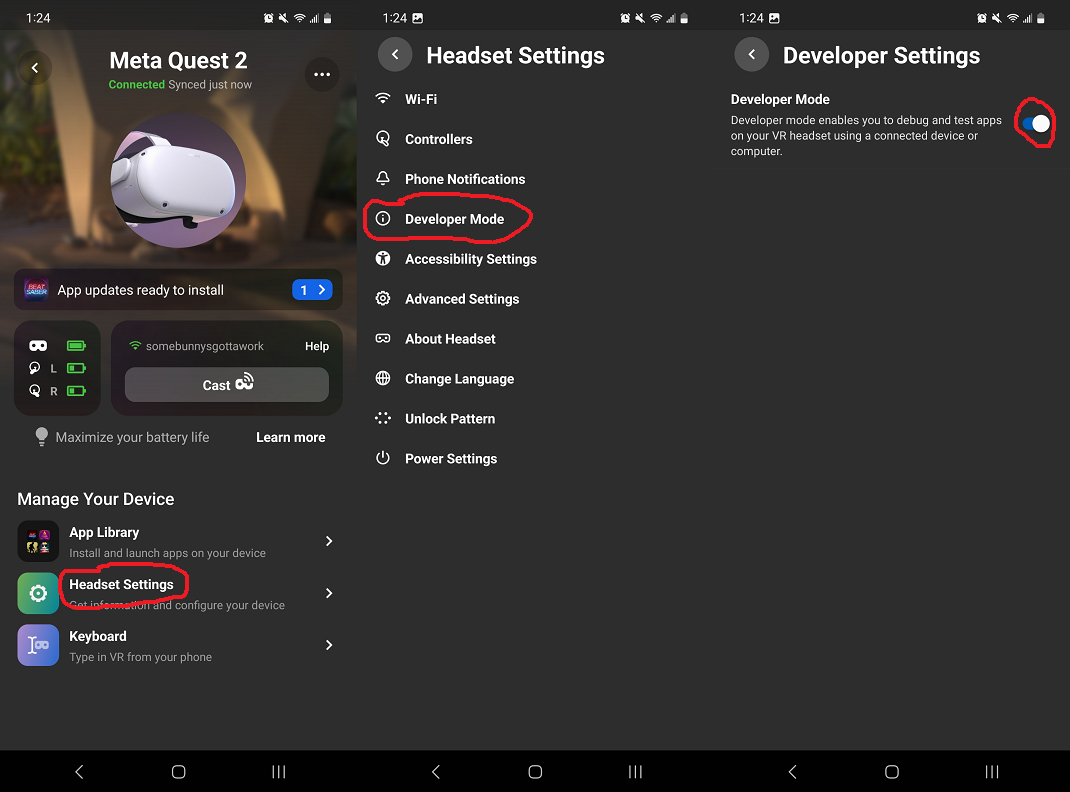 1:24
Meta Quest 2
Connected Synced just now
BEAT SABER
App updates ready to install 1
somebunnysgottawork Help
L
R
Cast
Maximize your battery life Learn more
Manage Your Device
App Library
Install and launch apps on your device
Headset Settings
Get information and configure your device
Keyboard
Type in VR from your phone
1:24
Headset Settings
Wi-Fi
Controllers
Phone Notifications
Developer Mode
Accessibility Settings
Advanced Settings
About Headset
Change Language
Unlock Pattern
Power Settings
1:24
Developer Settings
Developer Mode
Developer mode enables you to debug and test apps
on your VR headset using a connected device or
computer.